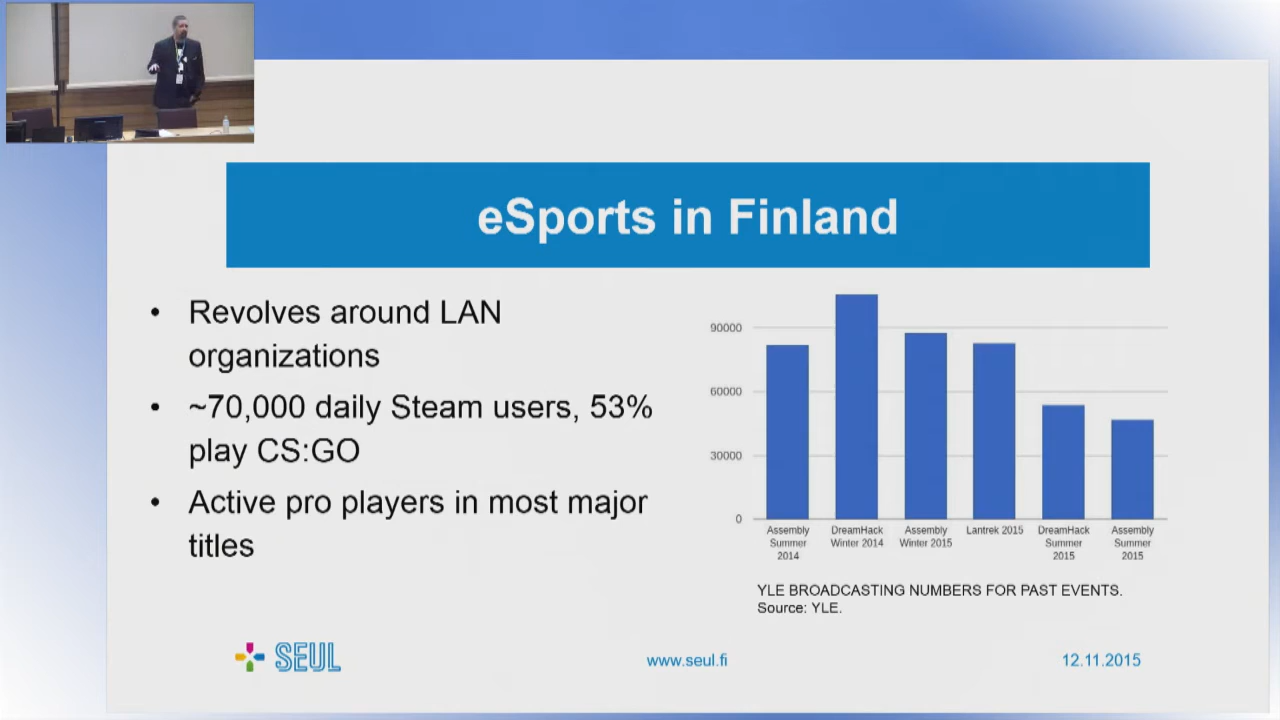 eSports in Finland
• Revolves around LAN
organizations
• ~70,000 daily Steam users, 53%
play CS:GO
• Active pro players in most major
titles
90000
60000
30000
0
Assembly
Summer
2014
DreamHack
Winter 2014
Assembly
Winter 2015
Lantrek 2015
DreamHack
Summer
2015
Assembly
Summer
2015
YLE BROADCASTING NUMBERS FOR PAST EVENTS.
Source: YLE.
SEUL
www.seul.fi
12.11.2015